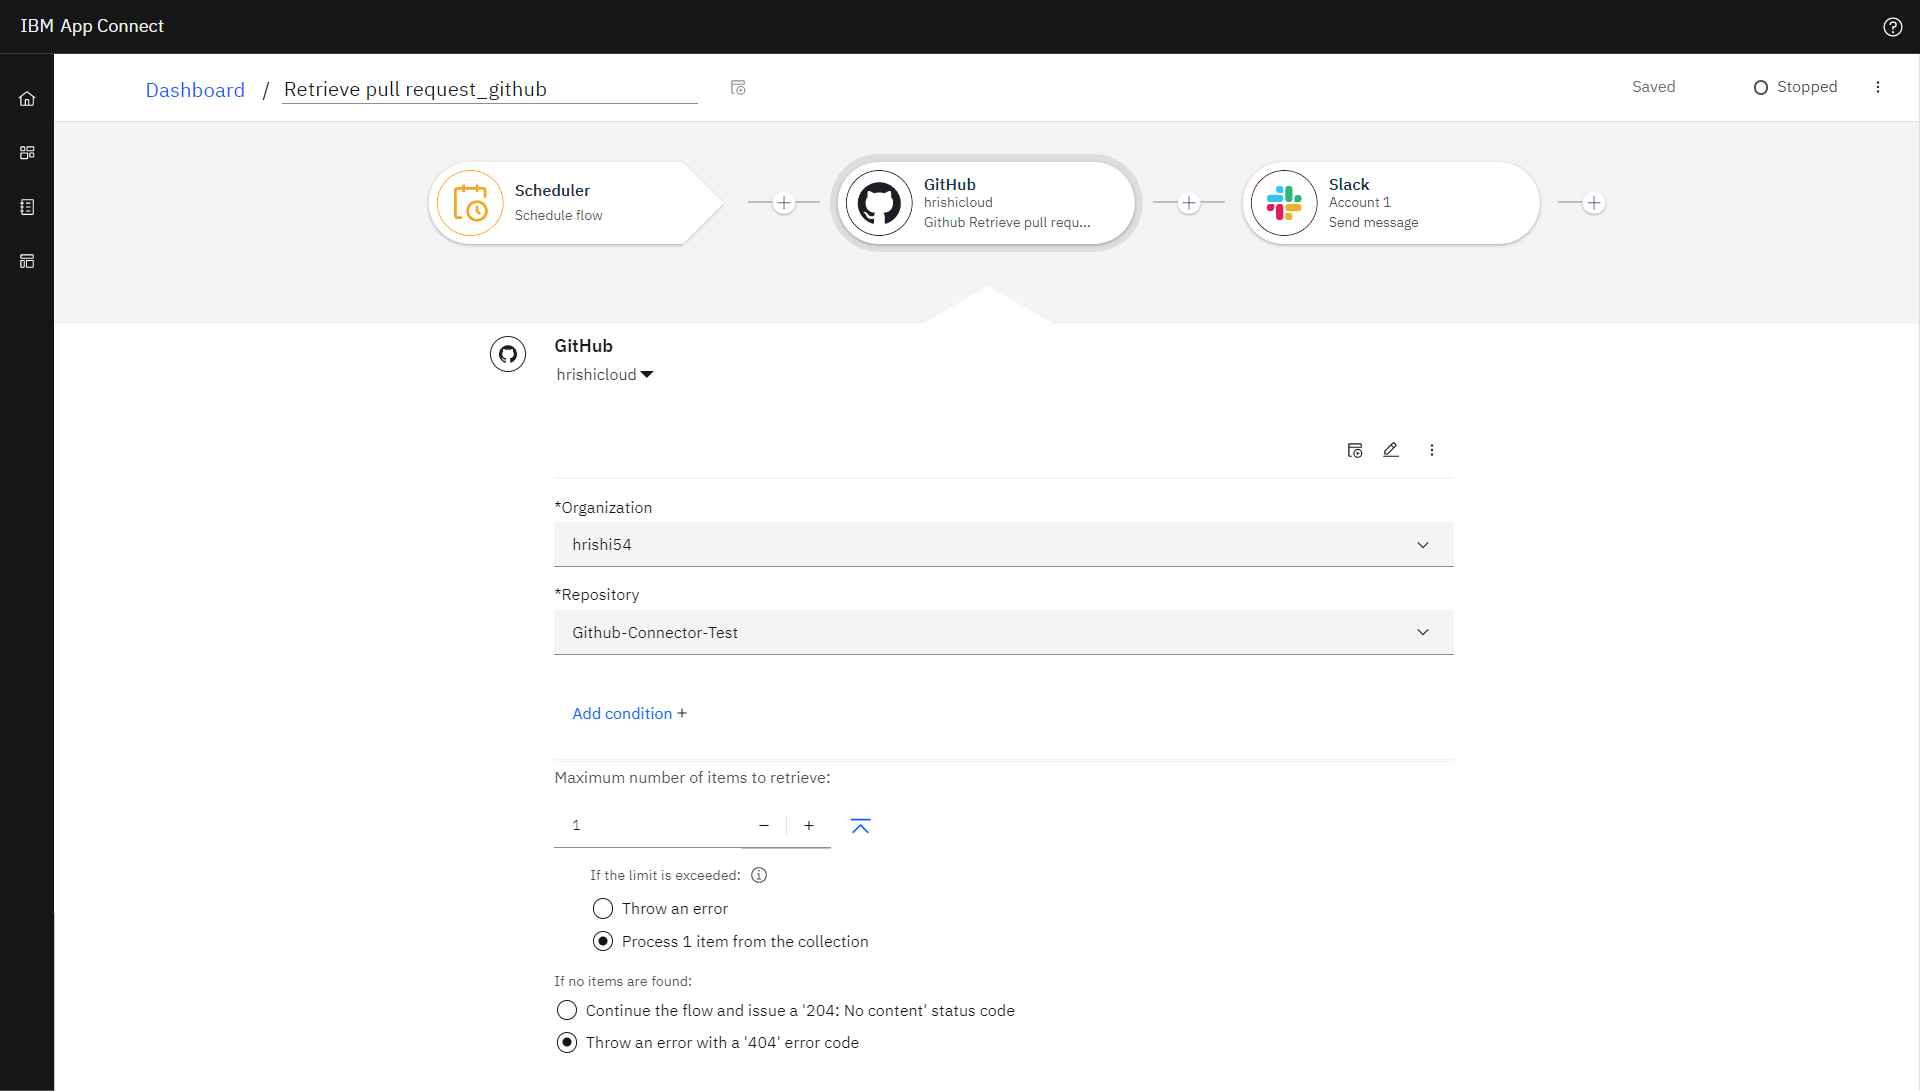 IBM App Connect
Dashboard / Retrieve pull request_github
Saved
Stopped
Scheduler
Schedule flow
GitHub
hrishicloud
Github Retrieve pull requ...
Slack
Account 1
Send message
GitHub
hrishicloud
*Organization
hrishi54
*Repository
Github-Connector-Test
Add condition +
Maximum number of items to retrieve:
1
If the limit is exceeded:
Throw an error
Process 1 item from the collection
If no items are found:
Continue the flow and issue a '204: No content' status code
Throw an error with a '404' error code